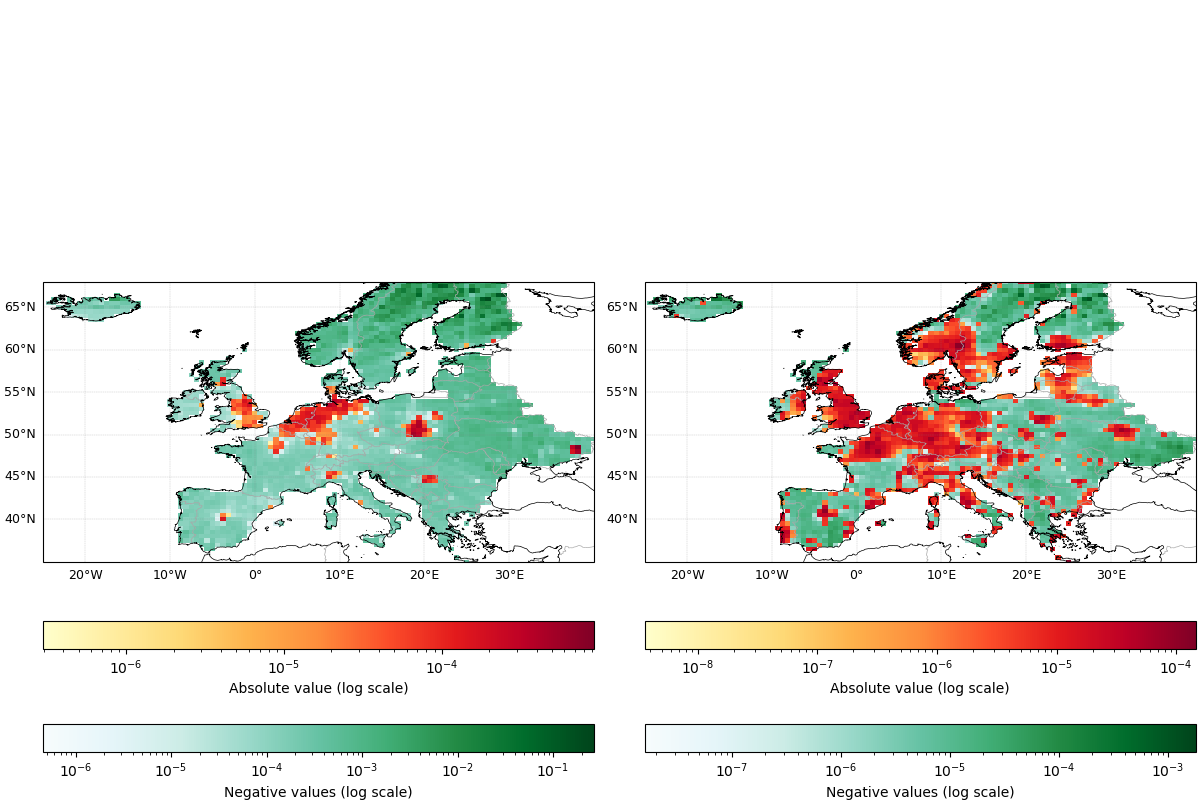 65°N
60°N
55°N
50°N
45°N
40°N
20°W 10°W 0° 10°E 20°E 30°E
20°W 10°W 0° 10°E 20°E 30°E
10⁻⁶ 10⁻⁵ 10⁻⁴
Absolute value (log scale)
10⁻⁸ 10⁻⁷ 10⁻⁶ 10⁻⁵ 10⁻⁴
Absolute value (log scale)
10⁻⁶ 10⁻⁵ 10⁻⁴ 10⁻³ 10⁻² 10⁻¹
Negative values (log scale)
10⁻⁷ 10⁻⁶ 10⁻⁵ 10⁻⁴ 10⁻³
Negative values (log scale)
65°N
60°N
55°N
50°N
45°N
40°N